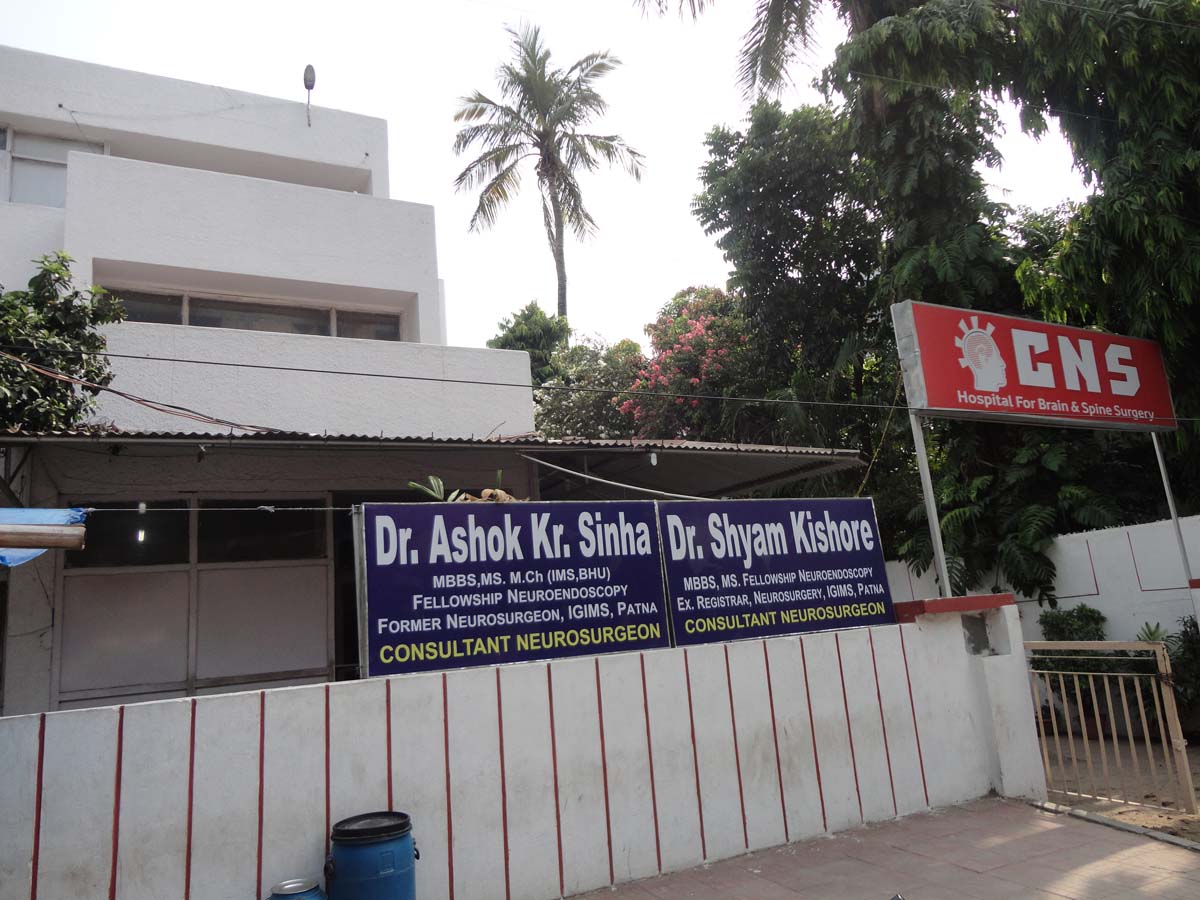 CNS
Hospital For Brain & Spine Surgery
Dr. Ashok Kr. Sinha
MBBS,MS. M.Ch (IMS,BHU)
FELLOWSHIP NEUROENDOSCOPY
FORMER NEUROSURGEON, IGIMS, PATNA
CONSULTANT NEUROSURGEON
Dr. Shyam Kishore
MBBS, MS. FELLOWSHIP NEUROENDOSCOPY
EX. REGISTRAR, NEUROSURGERY, IGIMS, PATNA
CONSULTANT NEUROSURGEON